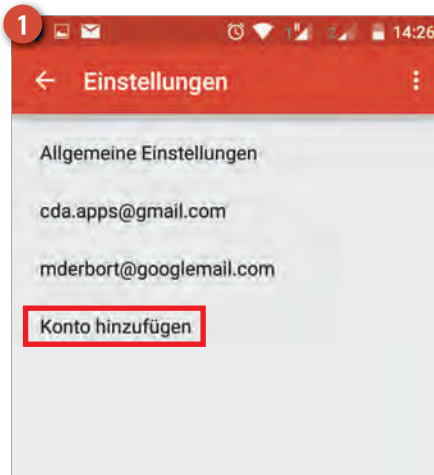 1
14:26
Einstellungen
Allgemeine Einstellungen
cda.apps@gmail.com
mderbort@googlemail.com
Konto hinzufügen